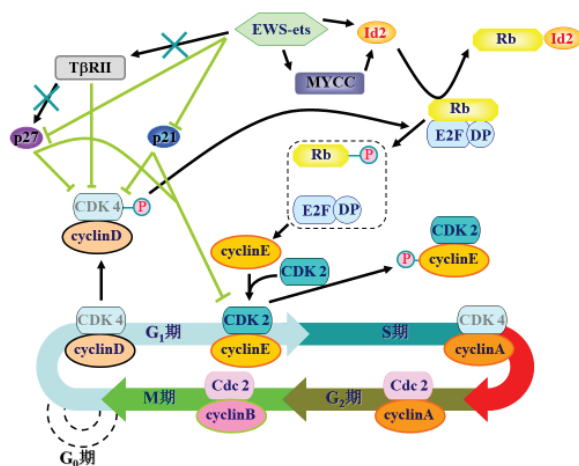 EWS-ets
Id2
Rb
Id2
TβRII
MYCC
Rb
E2F
DP
p27
p21
Rb
P
CDK 4
P
cyclinD
E2F
DP
cyclinE
CDK 2
CDK 2
P
cyclinE
CDK 4
cyclinD
G₁期
CDK 2
cyclinE
S期
CDK 4
cyclinA
M期
Cdc 2
cyclinB
G₂期
Cdc 2
cyclinA
G₀期